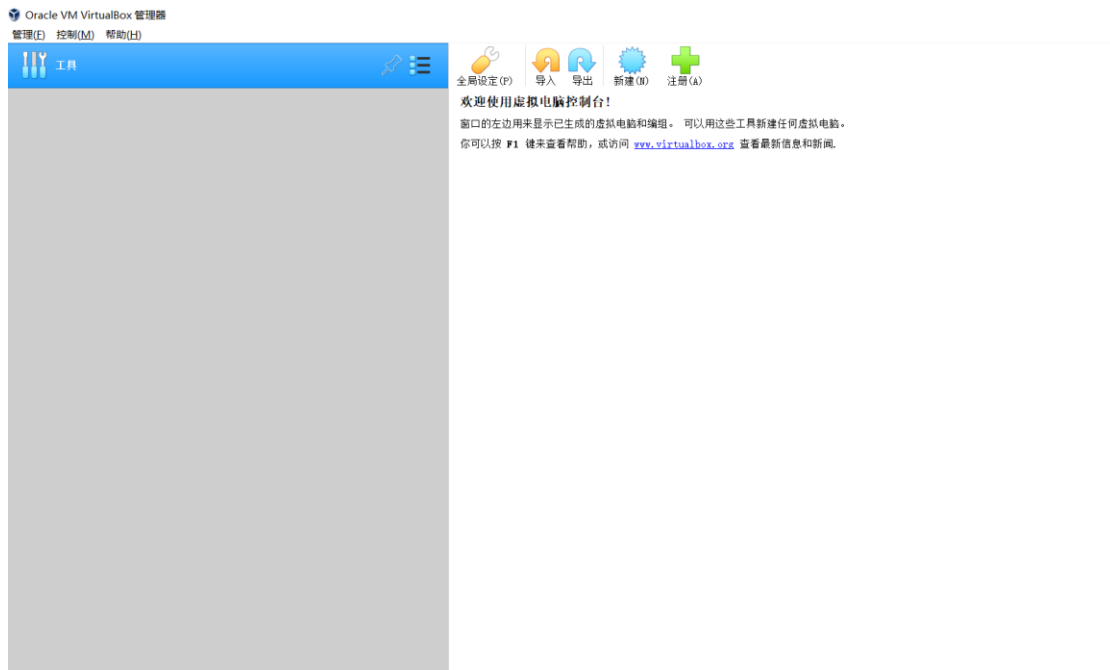 Oracle VM VirtualBox 管理器
管理(F) 控制(M) 帮助(H)
工具
全局设定(P) 导入 导出 新建(N) 注册(A)
欢迎使用虚拟电脑控制台!
窗口的左边用来显示已生成的虚拟电脑和编组。 可以用这些工具新建任何虚拟电脑。
你可以按 F1 键来查看帮助，或访问 www.virtualbox.org 查看最新信息和新闻.